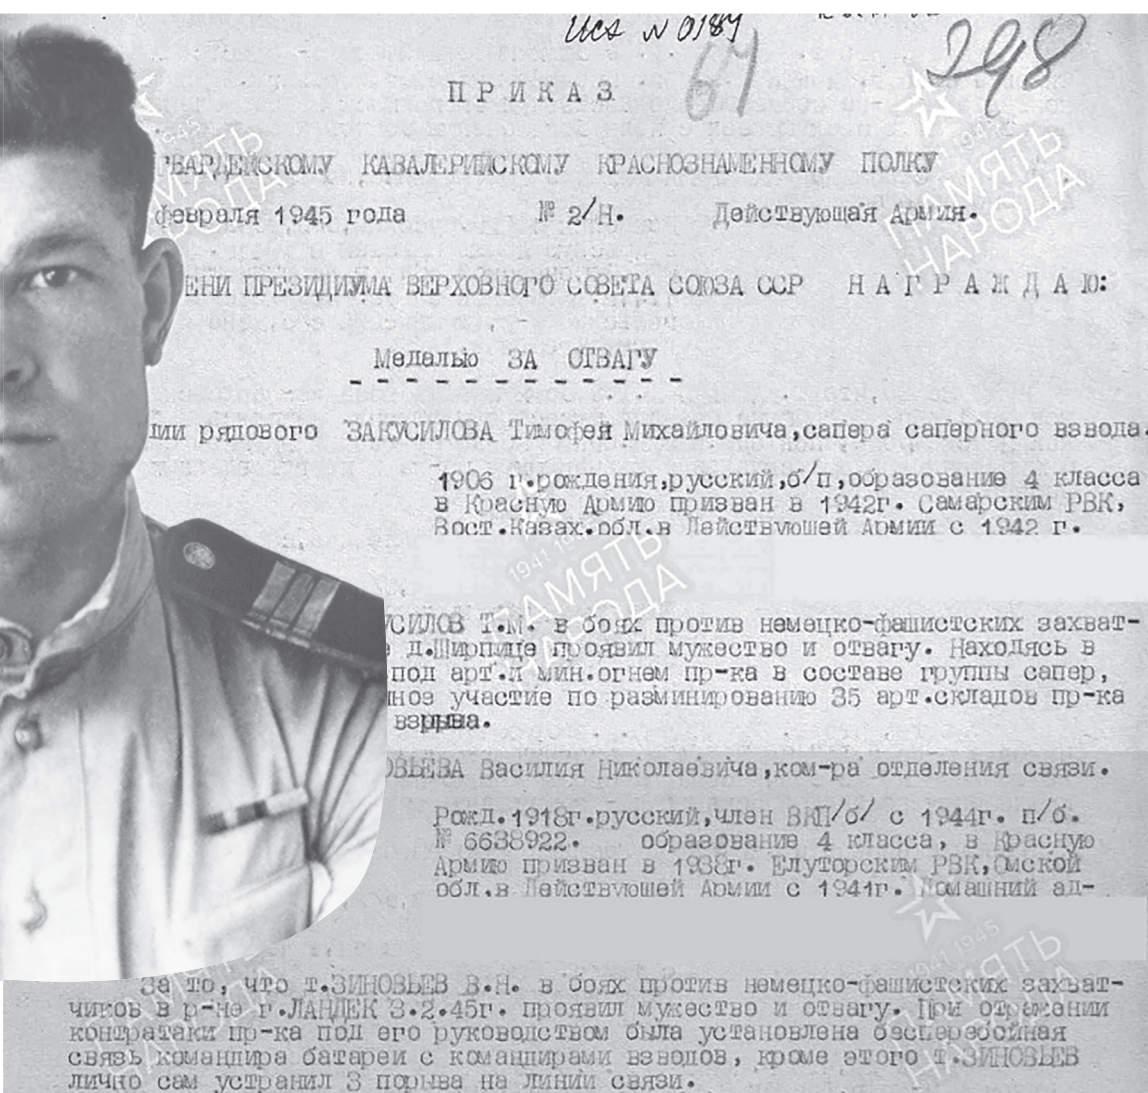 Исх № 0189
67
298
ПРИКАЗ
ГВАРДЕЙСКОМУ КАВАЛЕРИЙСКОМУ КРАСНОЗНАМЕННОМУ ПОЛКУ
февраля 1945 года № 2/Н. Действующая Армия.
ЕНИ ПРЕЗИДИУМА ВЕРХОВНОГО СОВЕТА СОЮЗА ССР НАГРАЖДАЮ:
Медалью ЗА ОТВАГУ
ии рядового ЗАКУСИЛОВА Тимофей Михайловича,сапера саперного взвода.
1906 г.рождения,русский,б/п,образование 4 класса
в Красную Армию призван в 1942г. Самарским РВК,
Вост.Казах.обл.в Действующей Армии с 1942 г.
УСИЛОВ Т.М. в боях против немецко-фашистских захват-
е д.Ширпице проявил мужество и отвагу. Находясь в
под арт.и мин.огнем пр-ка в составе группы сапер,
ное участие по разминированию 35 арт.складов пр-ка
взрыва.
ОВЬЕВА Василия Николаевича,ком-ра отделения связи.
Рожд.1918г.русский,член ВКП/б/ с 1944г. п/б.
№ 6638922. образование 4 класса, в Красную
Армию призван в 1938г. Елуторским РВК,Омской
обл.в Действующей Армии с 1941г. Домашний ад-
За то, что т.ЗИНОВЬЕВ В.Н. в боях против немецко-фашистских захват-
чиков в р-не г.ЛАНДЕК 3.2.45г. проявил мужество и отвагу. При отражении
контратаки пр-ка под его руководством была установлена бесперебойная
связь командира батареи с командирами взводов, кроме этого т.ЗИНОВЬЕВ
лично сам устранил 3 порыва на линии связи.
1941 1945
ПАМЯТЬ
НАРОДА